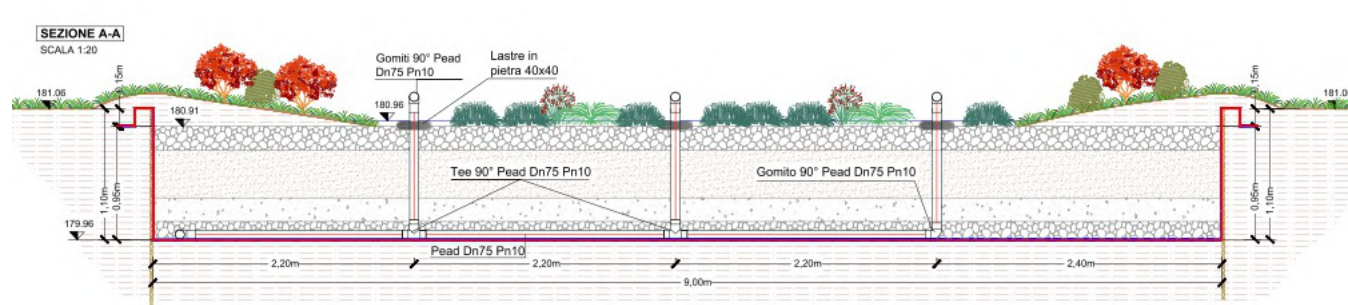 SEZIONE A-A
SCALA 1:20
Gomiti 90° Pead
Dn75 Pn10
Lastre in
pietra 40x40
0,15m
0,15m
181.06
181.0
180.96
180.91
Tee 90° Pead Dn75 Pn10
Gomito 90° Pead Dn75 Pn10
1,10m
0,95m
0,95m
1,10m
179.96
Pead Dn75 Pn10
2,20m
2,20m
2,20m
2,40m
9,00m